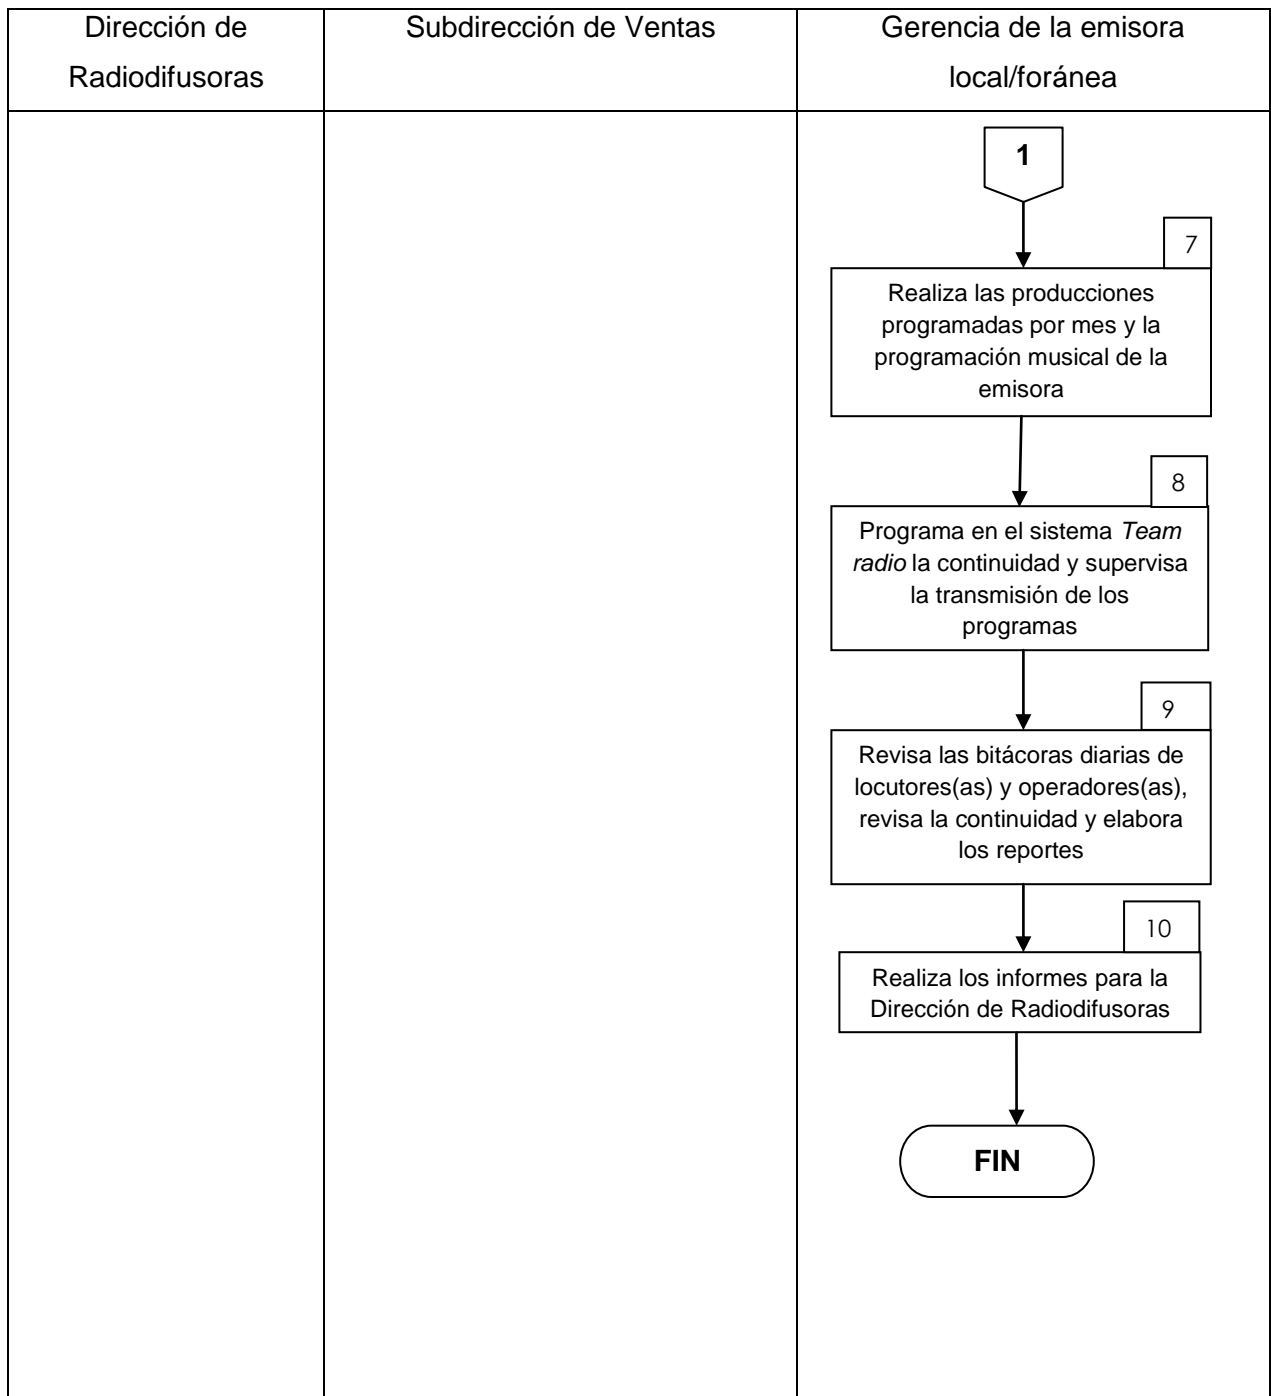 Dirección de
Radiodifusoras
Subdirección de Ventas
Gerencia de la emisora
local/foránea
1
7
Realiza las producciones
programadas por mes y la
programación musical de la
emisora
8
Programa en el sistema Team
radio la continuidad y supervisa
la transmisión de los
programas
9
Revisa las bitácoras diarias de
locutores(as) y operadores(as),
revisa la continuidad y elabora
los reportes
10
Realiza los informes para la
Dirección de Radiodifusoras
FIN